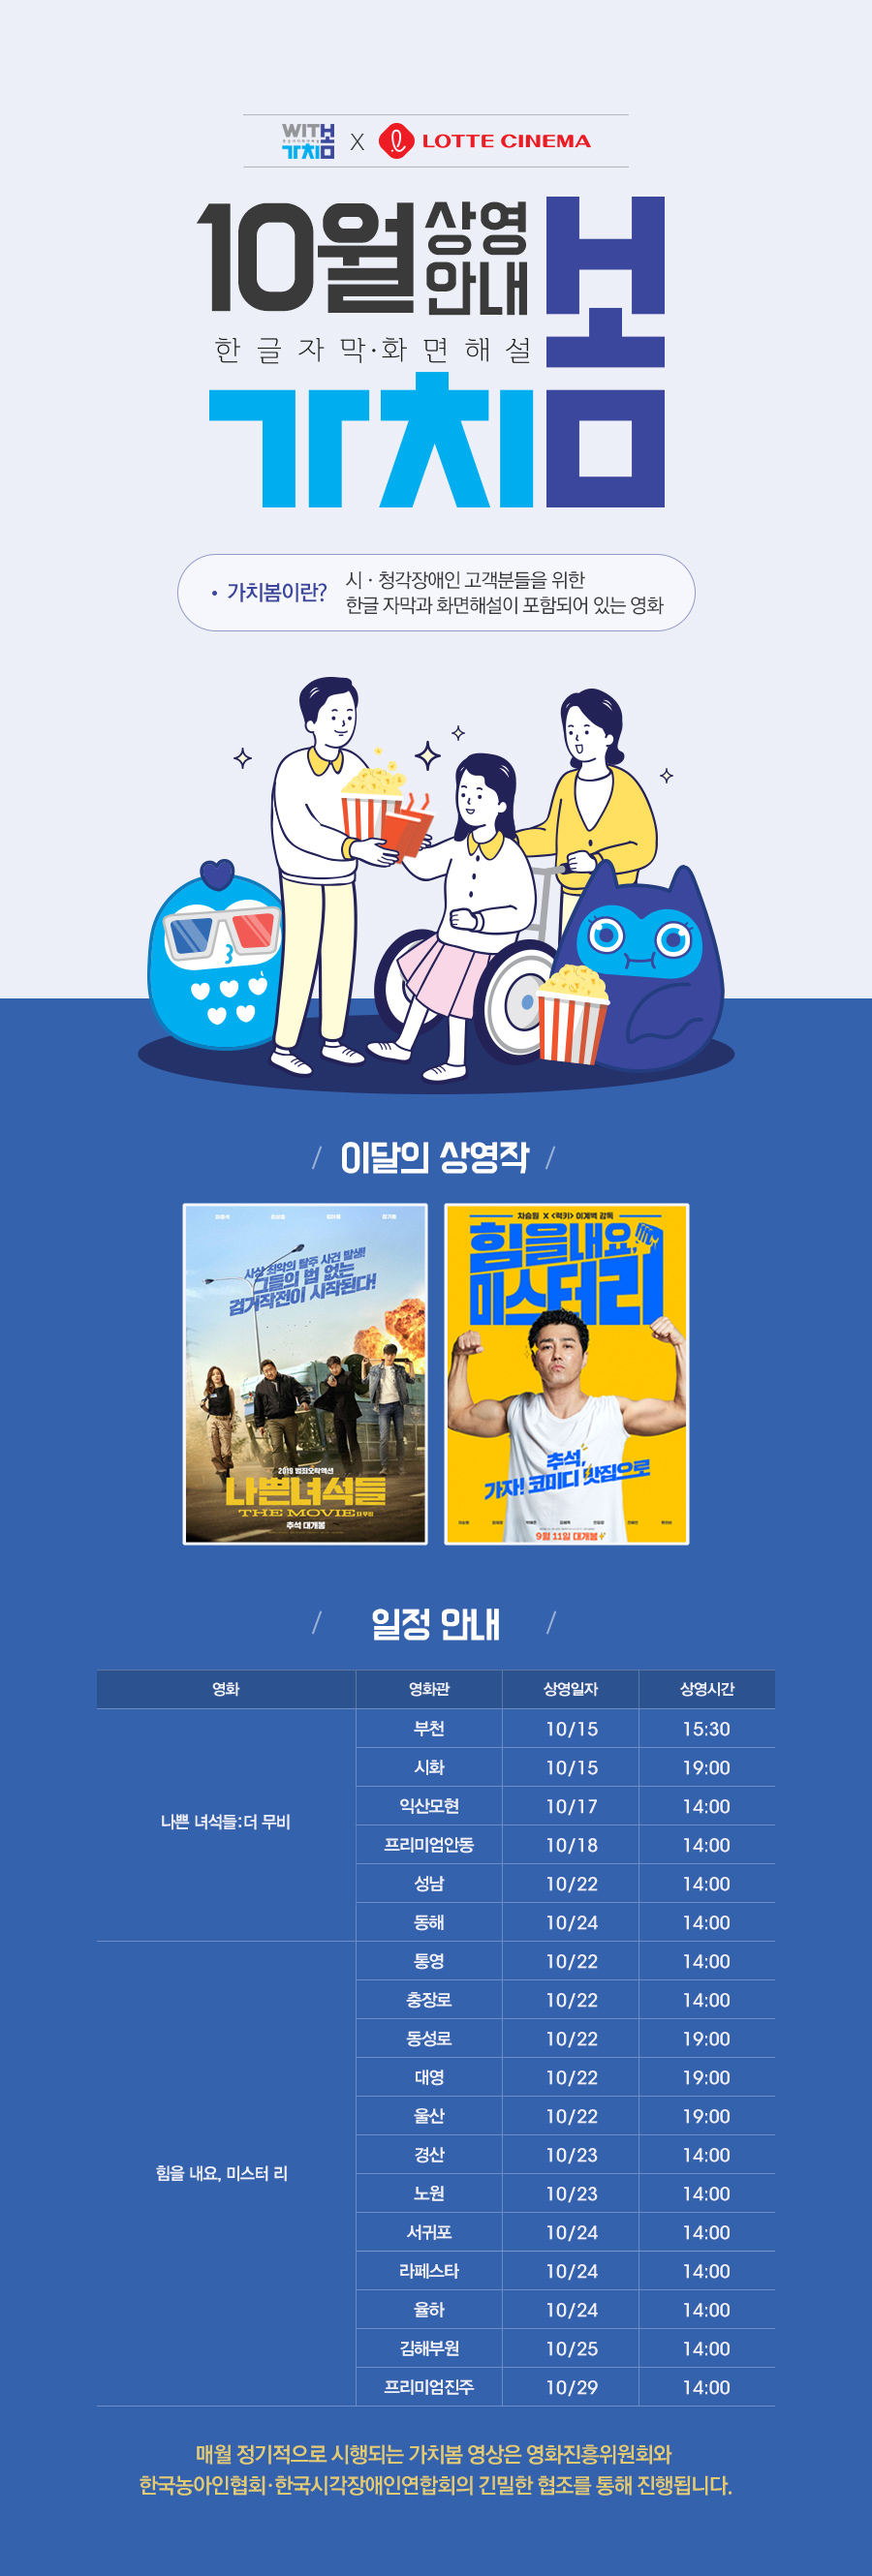 WITH
가치봄 X LOTTE CINEMA
10월 상영
안내
한글자막·화면해설
가치봄
• 가치봄이란? 시·청각장애인 고객분들을 위한
한글 자막과 화면해설이 포함되어 있는 영화
/ 이달의 상영작 /
사상 최악의 탈주 사건 발생!
그들의 법 없는
검거작전이 시작된다!
2019 범죄오락액션
나쁜녀석들
THE MOVIE 더 무비
추석 대개봉
차승원 X <럭키> 이계벽 감독
힘을내요,
미스터리
추석,
가자! 코미디 맛집으로
9월 11일 대개봉
/ 일정 안내 /
영화 영화관 상영일자 상영시간
나쁜 녀석들:더 무비
부천 10/15 15:30
시화 10/15 19:00
익산모현 10/17 14:00
프리미엄안동 10/18 14:00
성남 10/22 14:00
동해 10/24 14:00
힘을 내요, 미스터 리
통영 10/22 14:00
충장로 10/22 14:00
동성로 10/22 19:00
대영 10/22 19:00
울산 10/22 19:00
경산 10/23 14:00
노원 10/23 14:00
서귀포 10/24 14:00
라페스타 10/24 14:00
율하 10/24 14:00
김해부원 10/25 14:00
프리미엄진주 10/29 14:00
매월 정기적으로 시행되는 가치봄 영상은 영화진흥위원회와
한국농아인협회·한국시각장애인연합회의 긴밀한 협조를 통해 진행됩니다.